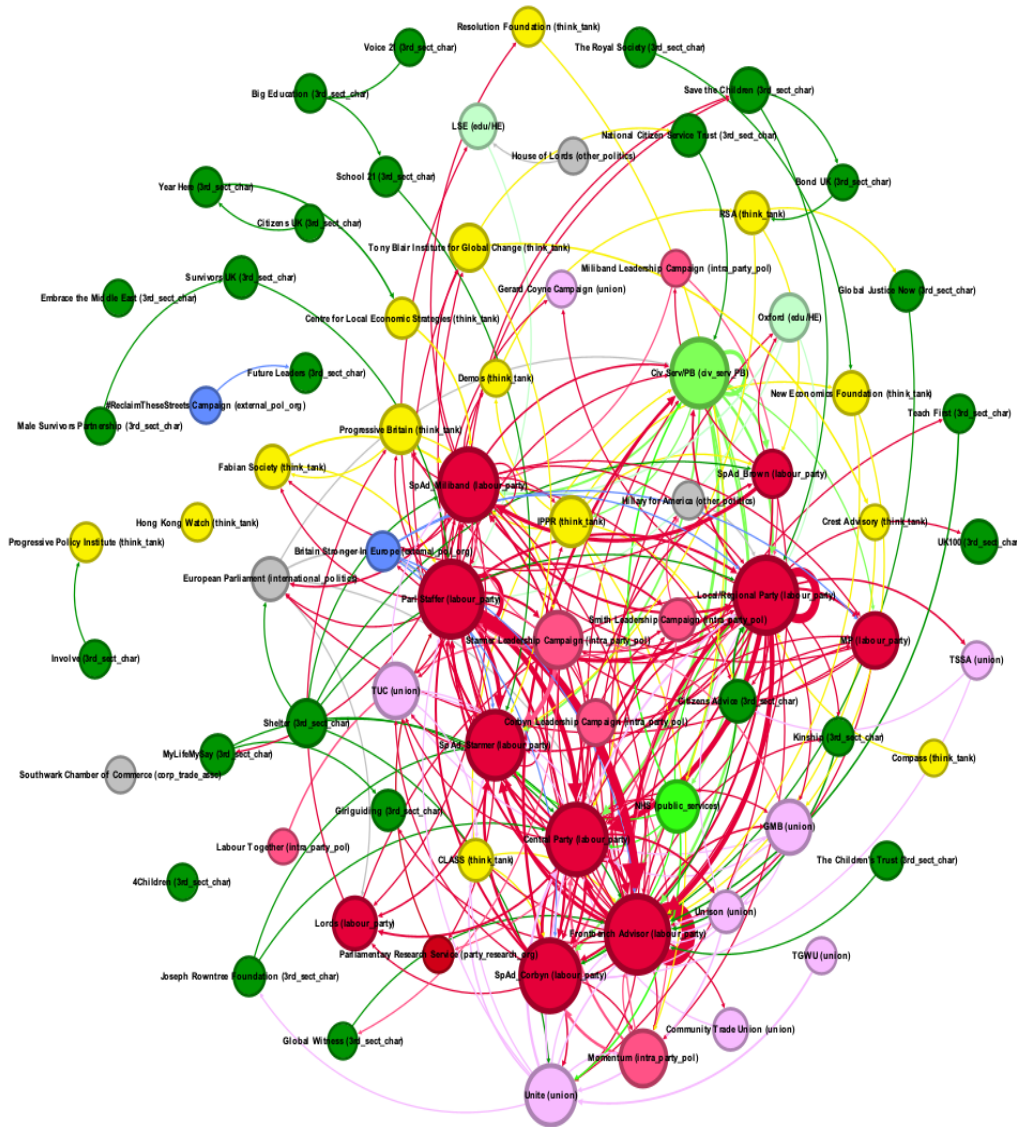 Resolution Foundation (think_tank)
Voice 21 (3rd_sect_char)
The Royal Society (3rd_sect_char)
Big Education (3rd_sect_char)
Save the Children (3rd_sect_char)
LSE (edu/HE)
National Citizen Service Trust (3rd_sect_char)
House of Lords (other_politics)
School 21 (3rd_sect_char)
Year Here (3rd_sect_char)
Bond UK (3rd_sect_char)
Citizens UK (3rd_sect_char)
RSA (think_tank)
Tony Blair Institute for Global Change (think_tank)
Miliband Leadership Campaign (intra_party_pol)
Survivors UK (3rd_sect_char)
Gerard Coyne Campaign (union)
Global Justice Now (3rd_sect_char)
Embrace the Middle East (3rd_sect_char)
Centre for Local Economic Strategies (think_tank)
Oxford (edu/HE)
Future Leaders (3rd_sect_char)
Civ Serv/PB (civ_serv_PB)
Demos (think_tank)
New Economics Foundation (think_tank)
#ReclaimTheseStreets Campaign (external_pol_org)
Teach First (3rd_sect_char)
Male Survivors Partnership (3rd_sect_char)
Progressive Britain (think_tank)
Fabian Society (think_tank)
SpAd_Brown (labour_party)
SpAd_Miliband (labour_party)
Hillary for America (other_politics)
Hong Kong Watch (think_tank)
IPPR (think_tank)
Crest Advisory (think_tank)
Progressive Policy Institute (think_tank)
UK100 (3rd_sect_char
Britain Stronger In Europe (external_pol_org)
European Parliament (international_politics
Parl Staffer (labour_party)
Local/Regional Party (labour_party)
Smith Leadership Campaign (intra_party_pol)
Starmer Leadership Campaign (intra_party_pol)
MP (labour_party)
Involve (3rd_sect_char)
TSSA (union)
TUC (union)
Citizens Advice (3rd_sect_char)
Shelter (3rd_sect_char)
Corbyn Leadership Campaign (intra_party_pol)
Kinship (3rd_sect_char)
SpAd_Starmer (labour_party)
MyLifeMySay (3rd_sect_char)
Compass (think_tank)
Southwark Chamber of Commerce (corp_trade_assc)
NHS (public_services)
Girlguiding (3rd_sect_char)
GMB (union)
Central Party (labour_party)
Labour Together (intra_party_pol)
CLASS (think_tank)
The Children's Trust (3rd_sect_char)
4Children (3rd_sect_char)
Unison (union)
Lords (labour_party)
Frontbench Advisor (labour_party)
Parliamentary Research Service (party_research_org)
TGWU (union)
Joseph Rowntree Foundation (3rd_sect_char)
SpAd_Corbyn (labour_party)
Community Trade Union (union)
Global Witness (3rd_sect_char)
Momentum (intra_party_pol)
Unite (union)